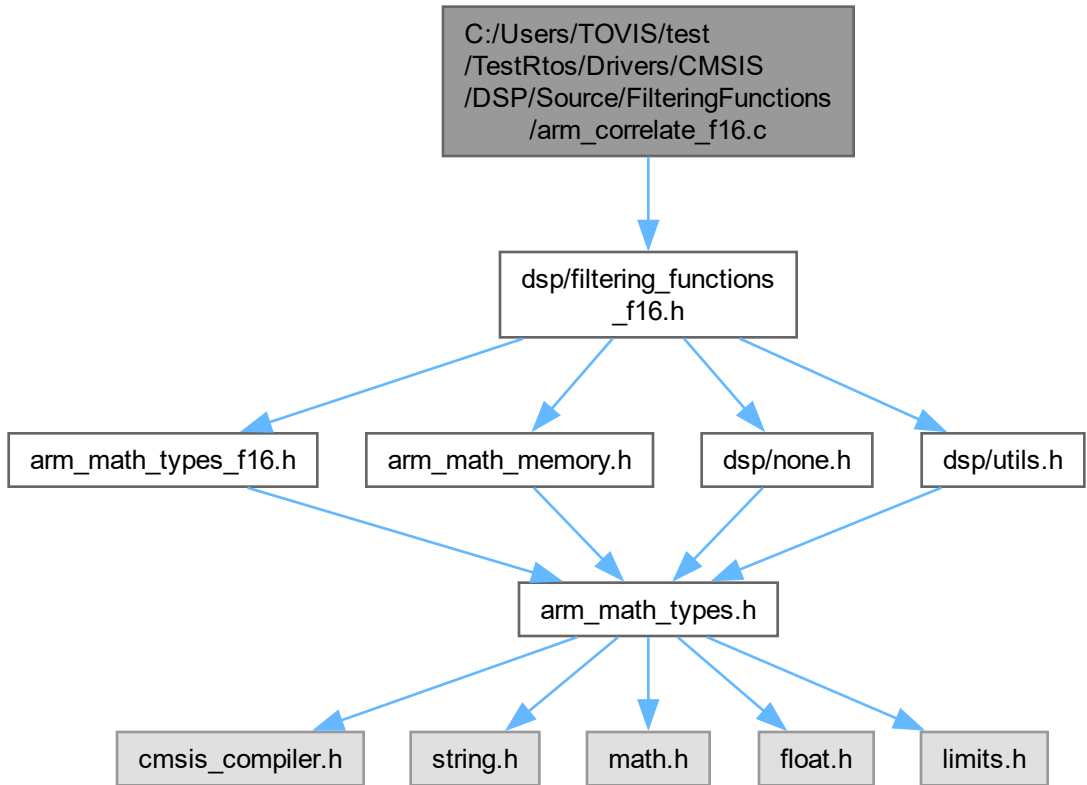 C:/Users/TOVIS/test
/TestRtos/Drivers/CMSIS
/DSP/Source/FilteringFunctions
/arm_correlate_f16.c
dsp/filtering_functions
_f16.h
arm_math_types_f16.h
arm_math_memory.h
dsp/none.h
dsp/utils.h
arm_math_types.h
cmsis_compiler.h
string.h
math.h
float.h
limits.h